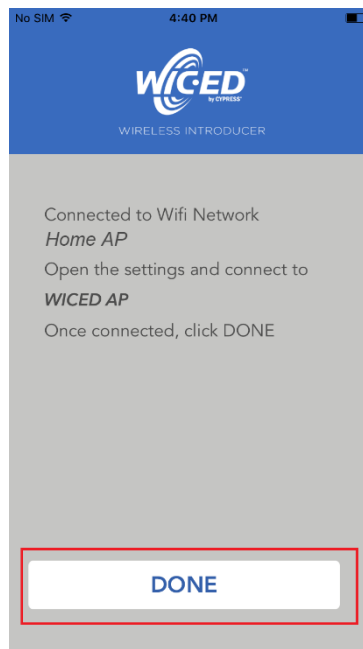 No SIM 4:40 PM
WICED™
by CYPRESS
WIRELESS INTRODUCER
Connected to Wifi Network
Home AP
Open the settings and connect to
WICED AP
Once connected, click DONE
DONE